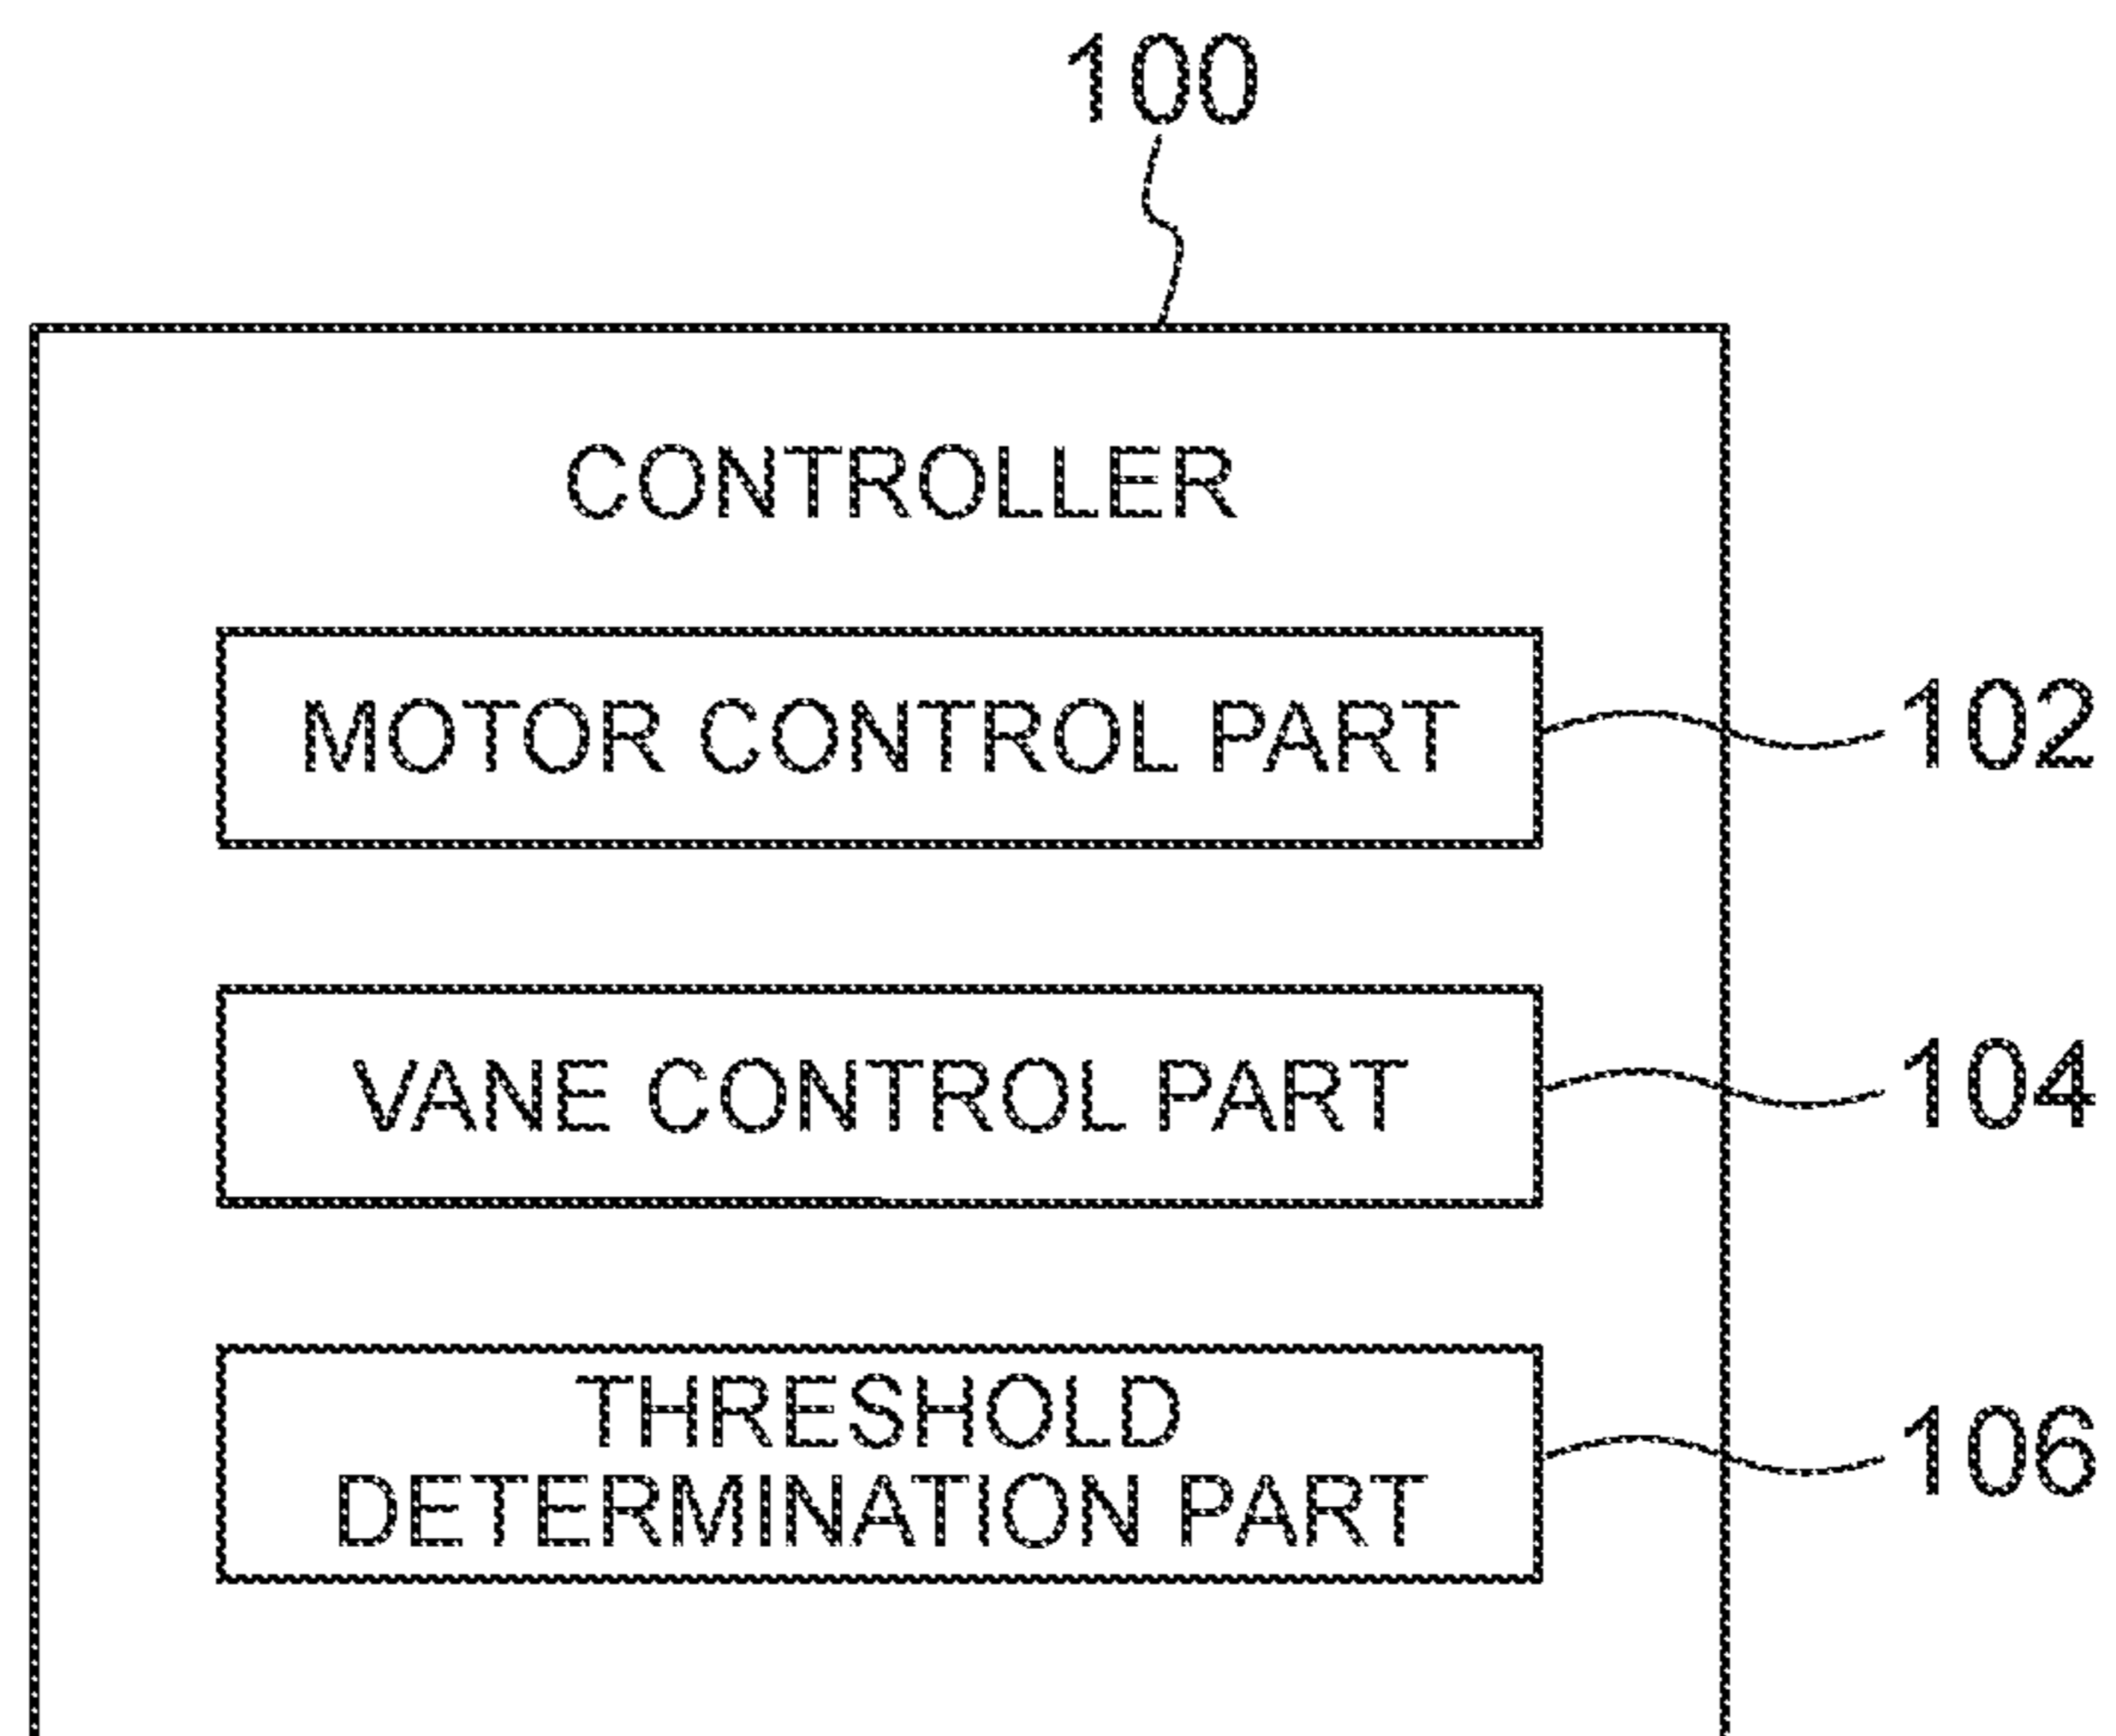 100
CONTROLLER
MOTOR CONTROL PART
102
VANE CONTROL PART
104
THRESHOLD
DETERMINATION PART
106